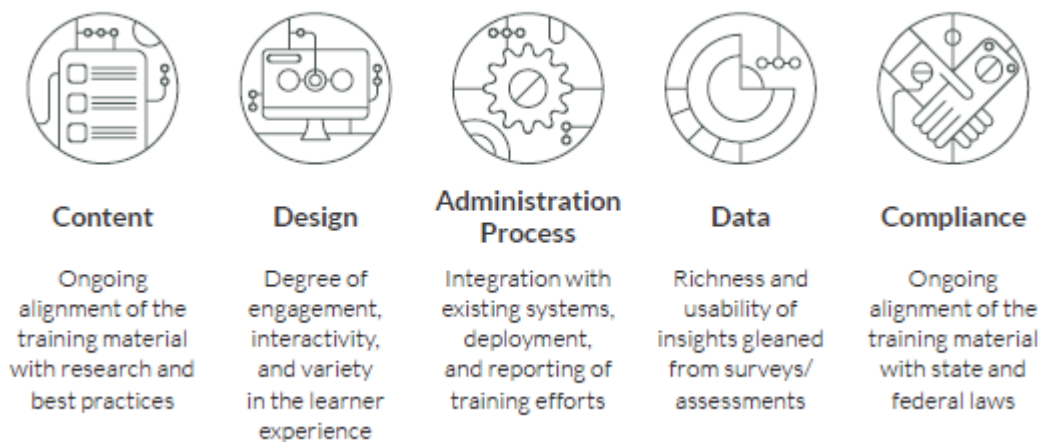 Content
Ongoing
alignment of the
training material
with research and
best practices
Design
Degree of
engagement,
interactivity,
and variety
in the learner
experience
Administration
Process
Integration with
existing systems,
deployment,
and reporting of
training efforts
Data
Richness and
usability of
insights gleaned
from surveys/
assessments
Compliance
Ongoing
alignment of the
training material
with state and
federal laws